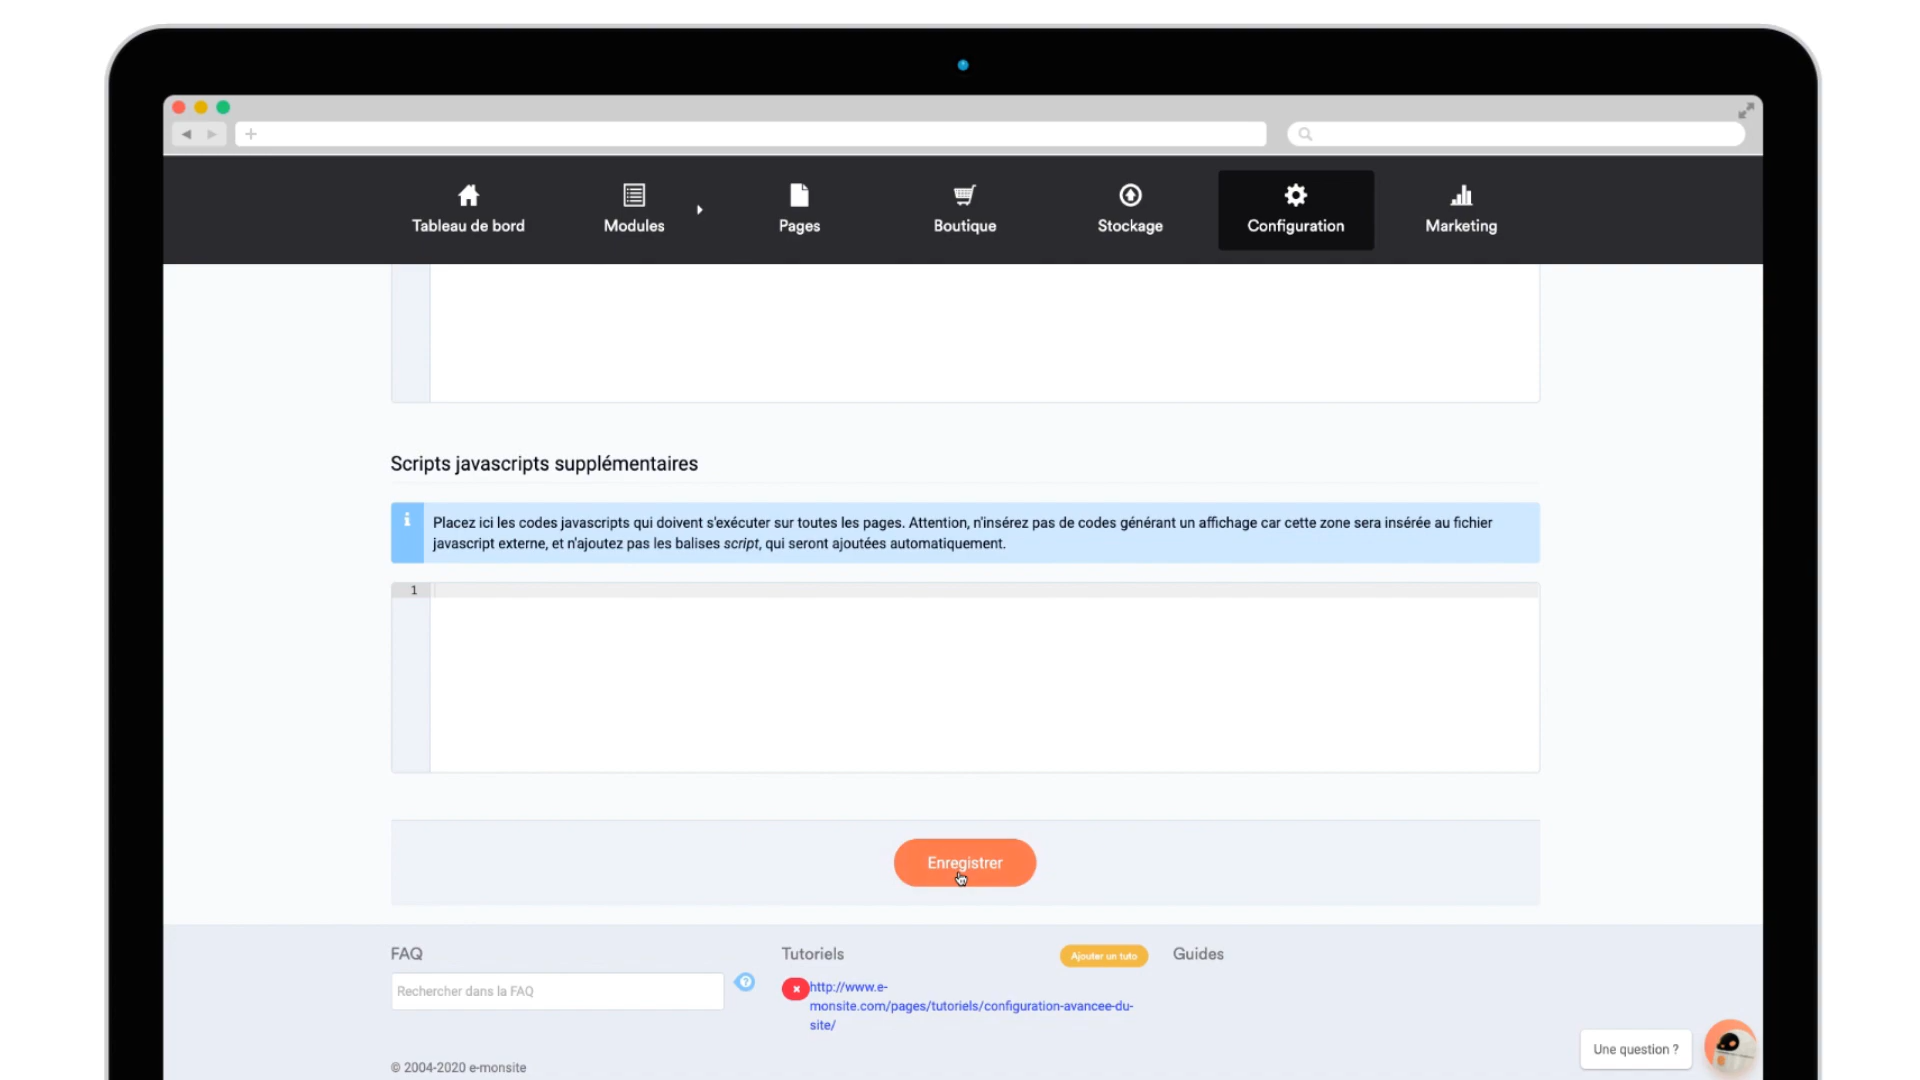 Tableau de bord
Modules
Pages
Boutique
Stockage
Configuration
Marketing
Scripts javascripts supplémentaires
Placez ici les codes javascripts qui doivent s'exécuter sur toutes les pages. Attention, n'insérez pas de codes générant un affichage car cette zone sera insérée au fichier
javascript externe, et n'ajoutez pas les balises script, qui seront ajoutées automatiquement.
1
Enregistrer
FAQ
Rechercher dans la FAQ
Tutoriels
Ajouter un tuto
http://www.e-
monsite.com/pages/tutoriels/configuration-avancee-du-
site/
Guides
Une question ?
© 2004-2020 e-monsite